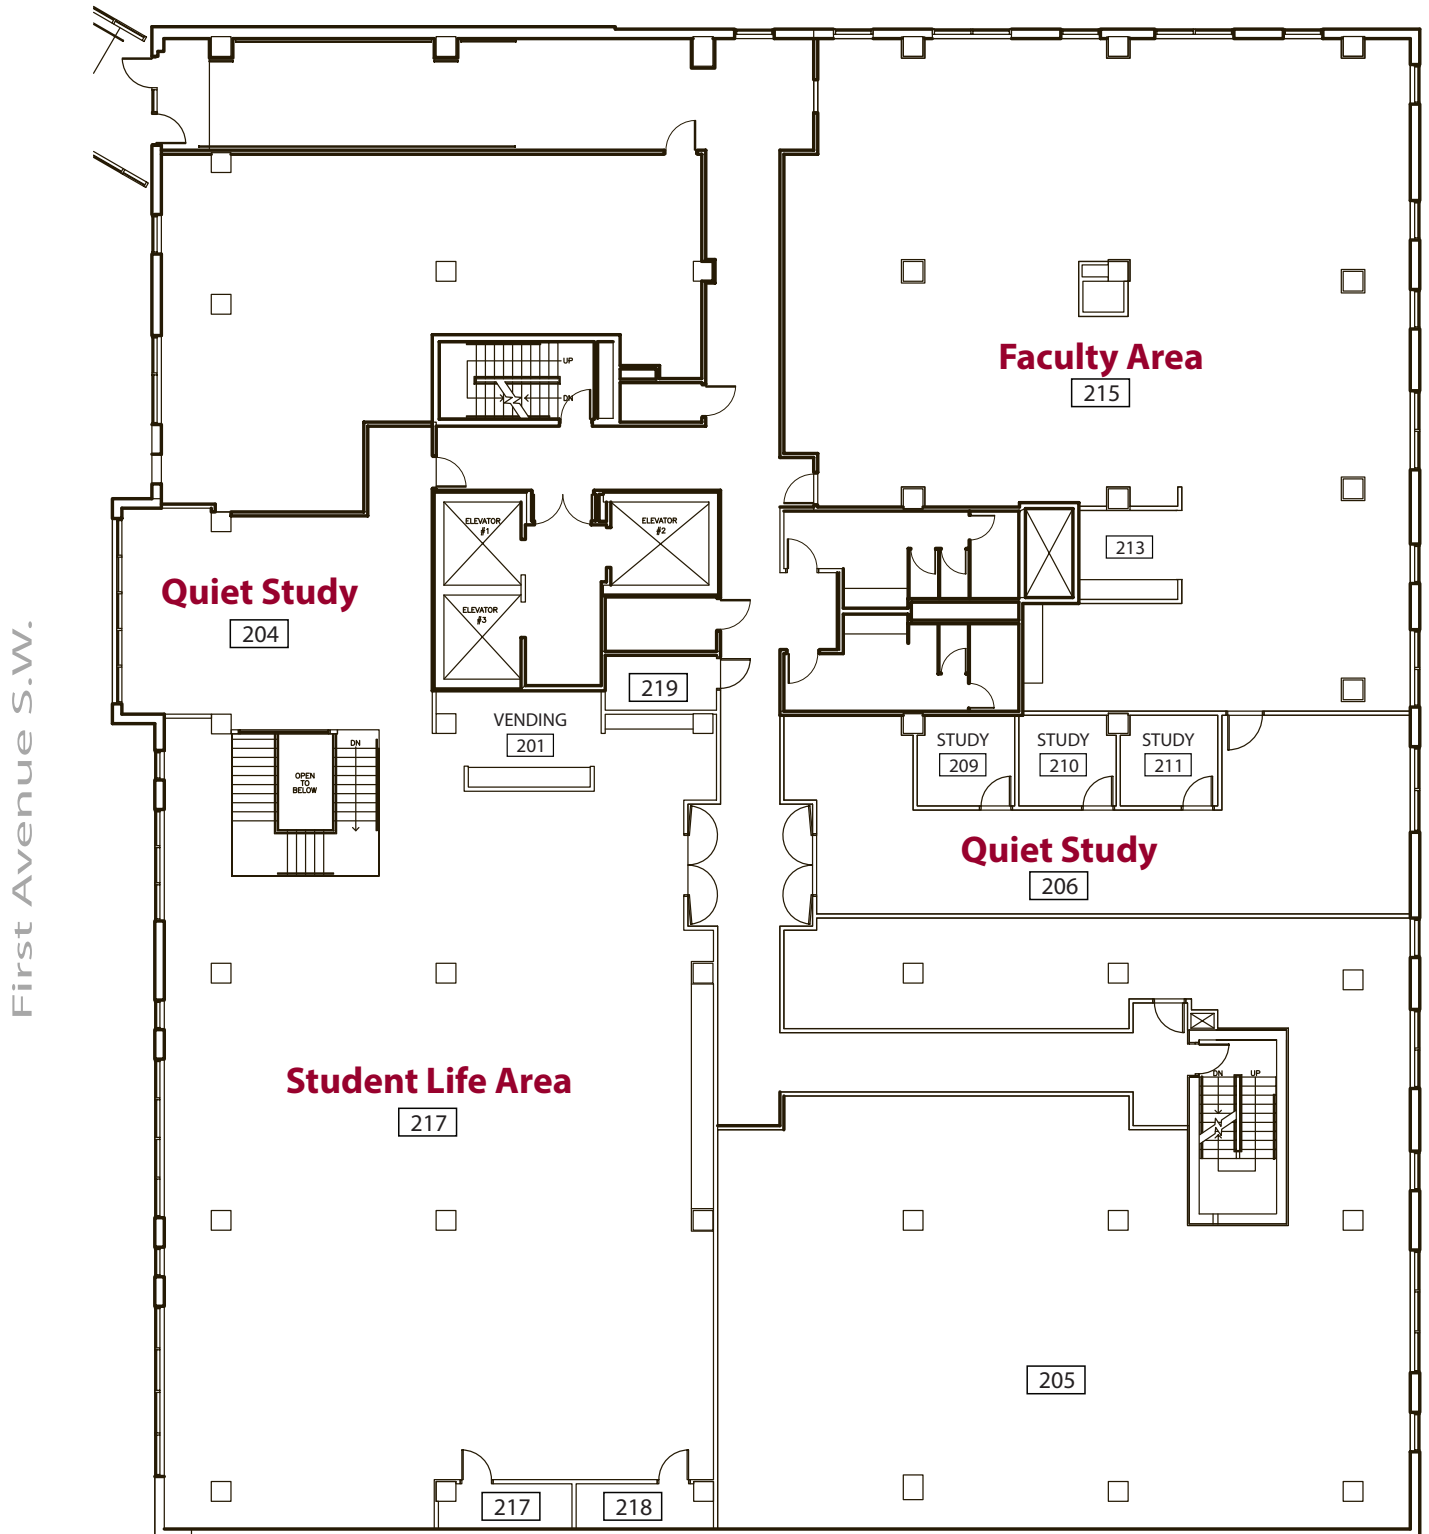 UP
DN
Faculty Area
215
ELEVATOR
#1
ELEVATOR
#2
213
Quiet Study
204
ELEVATOR
#3
219
VENDING
201
STUDY
209
STUDY
210
STUDY
211
DN
OPEN
TO
BELOW
Quiet Study
206
First Avenue S.W.
Student Life Area
217
DN
UP
205
217
218